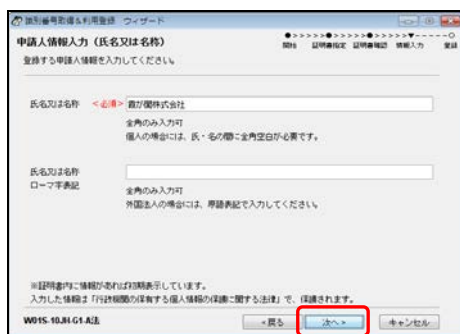 識別番号取得&利用登録 ウィザード
申請人情報入力（氏名又は名称）
●>>>>>●>>>>>●>>>>>▼-----○
開始 証明書指定 証明書確認 情報入力 登録
登録する申請人情報を入力してください。
氏名又は名称 <必須> 霞が関株式会社
全角のみ入力可
個人の場合には、氏・名の間に全角空白が必要です。
氏名又は名称
ローマ字表記
全角のみ入力可
外国法人の場合には、原語表記で入力してください。
※証明書内に情報があれば初期表示しています。
入力した情報は「行政機関の保有する個人情報の保護に関する法律」で、保護されます。
W01S-10.JH-G1-A法
<戻る 次へ> キャンセル